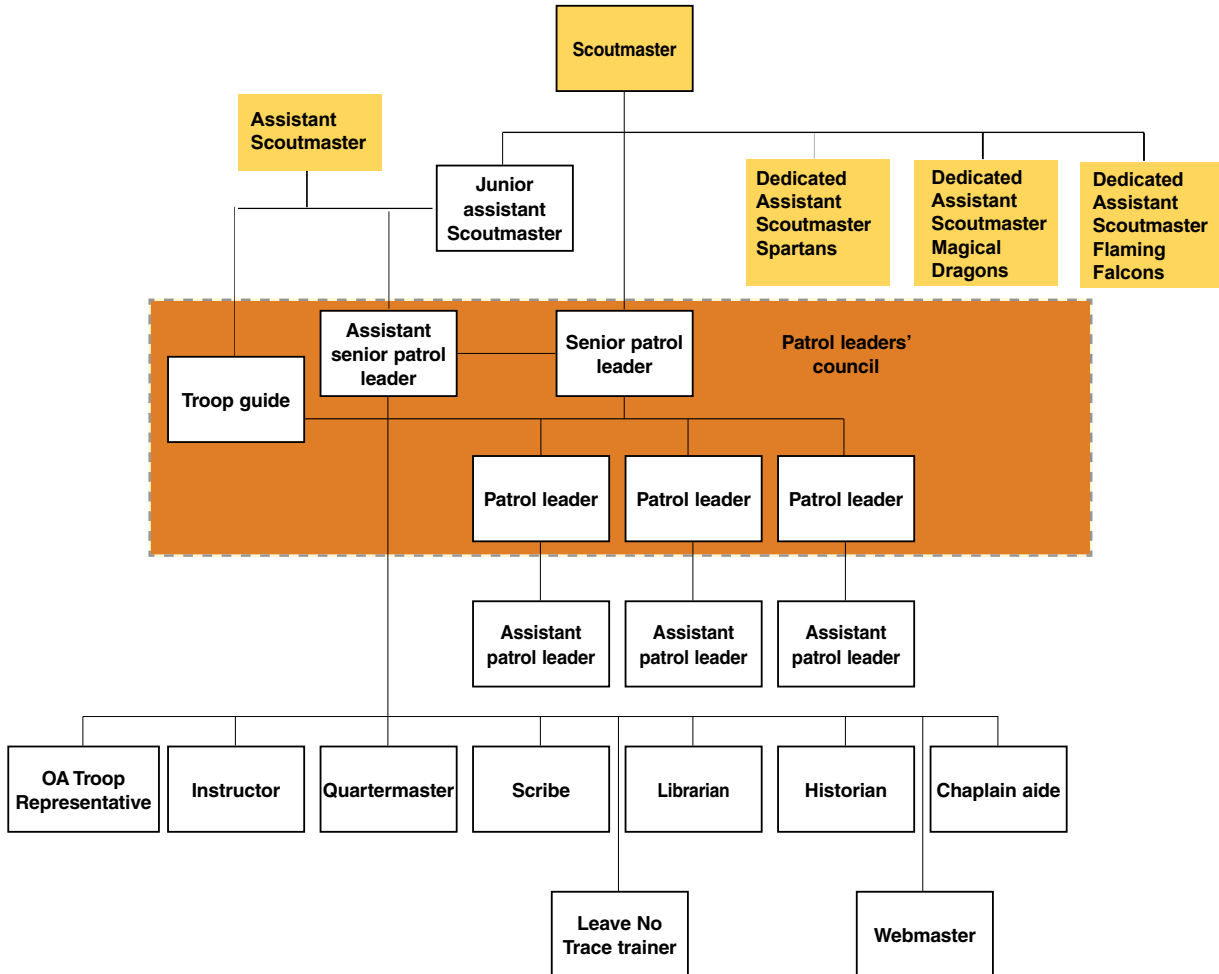 Scoutmaster
Assistant
Scoutmaster
Junior
assistant
Scoutmaster
Dedicated
Assistant
Scoutmaster
Spartans
Dedicated
Assistant
Scoutmaster
Magical
Dragons
Dedicated
Assistant
Scoutmaster
Flaming
Falcons
Troop guide
Assistant
senior patrol
leader
Senior patrol
leader
Patrol leaders’
council
Patrol leader
Patrol leader
Patrol leader
Assistant
patrol leader
Assistant
patrol leader
Assistant
patrol leader
OA Troop
Representative
Instructor
Quartermaster
Scribe
Librarian
Historian
Chaplain aide
Leave No
Trace trainer
Webmaster